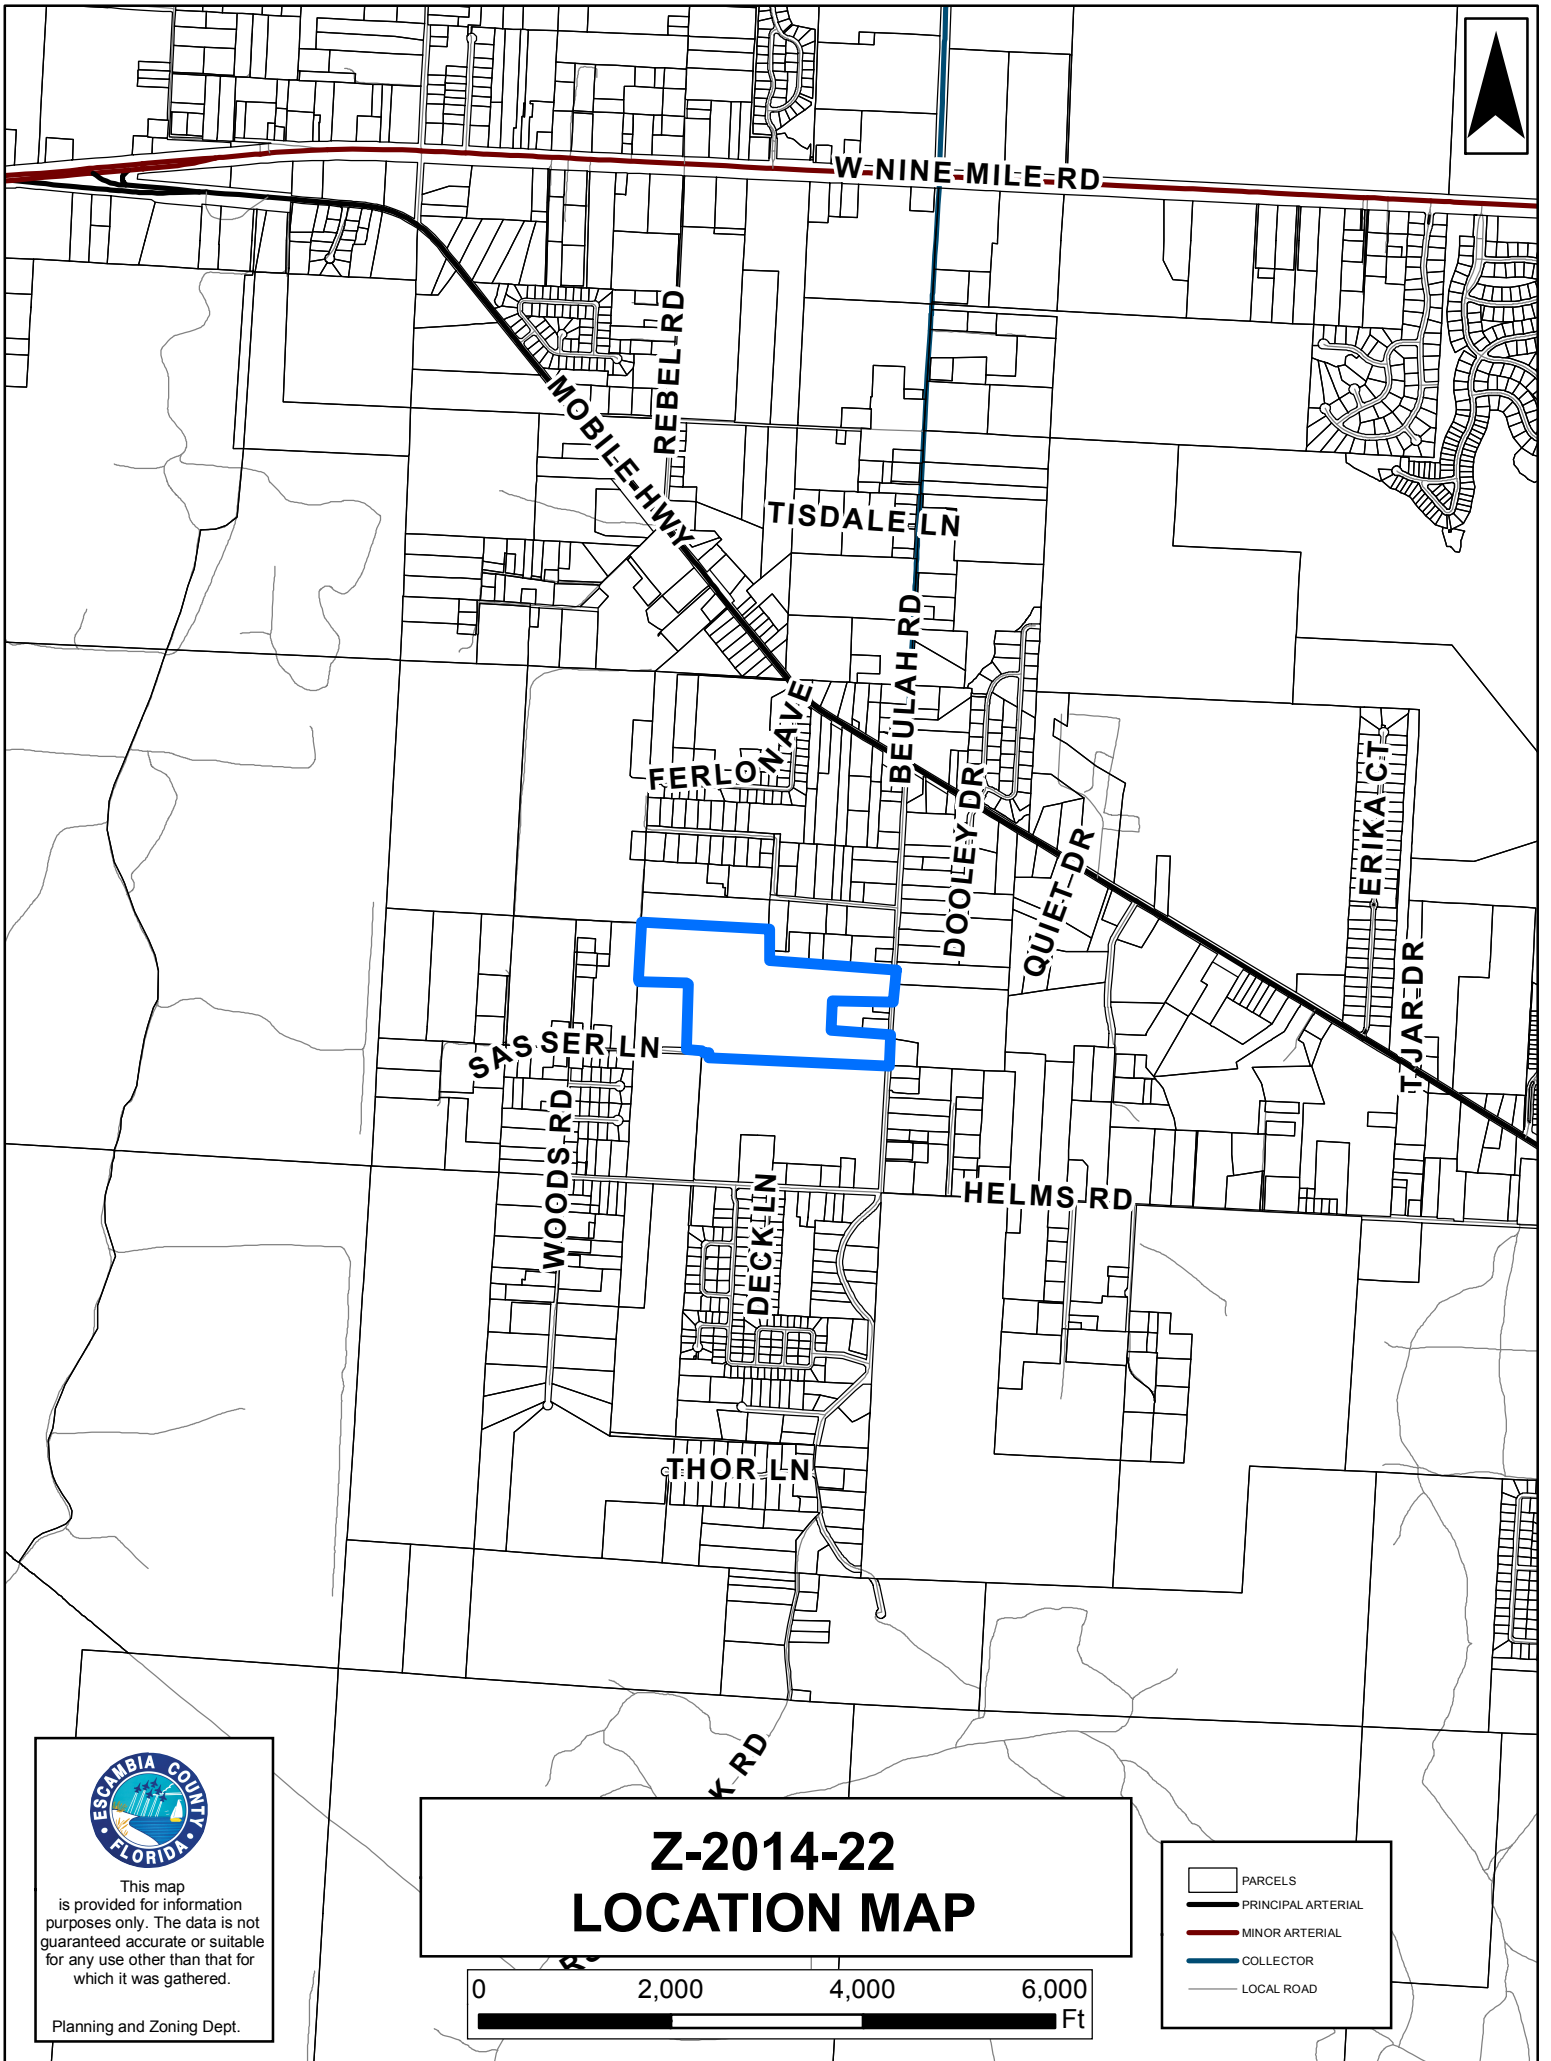 W NINE MILE RD
REBEL RD
MOBILE HWY
TISDALE LN
BEULAH RD
FERLON AVE
DOOLEY DR
QUIET DR
ERIKA CT
T JAR DR
SASSER LN
WOODS RD
DECK LN
HELMS RD
THOR LN
K RD
ESCAMBIA COUNTY
FLORIDA
This map
is provided for information
purposes only. The data is not
guaranteed accurate or suitable
for any use other than that for
which it was gathered.
Planning and Zoning Dept.
Z-2014-22
LOCATION MAP
0 2,000 4,000 6,000
Ft
PARCELS
PRINCIPAL ARTERIAL
MINOR ARTERIAL
COLLECTOR
LOCAL ROAD